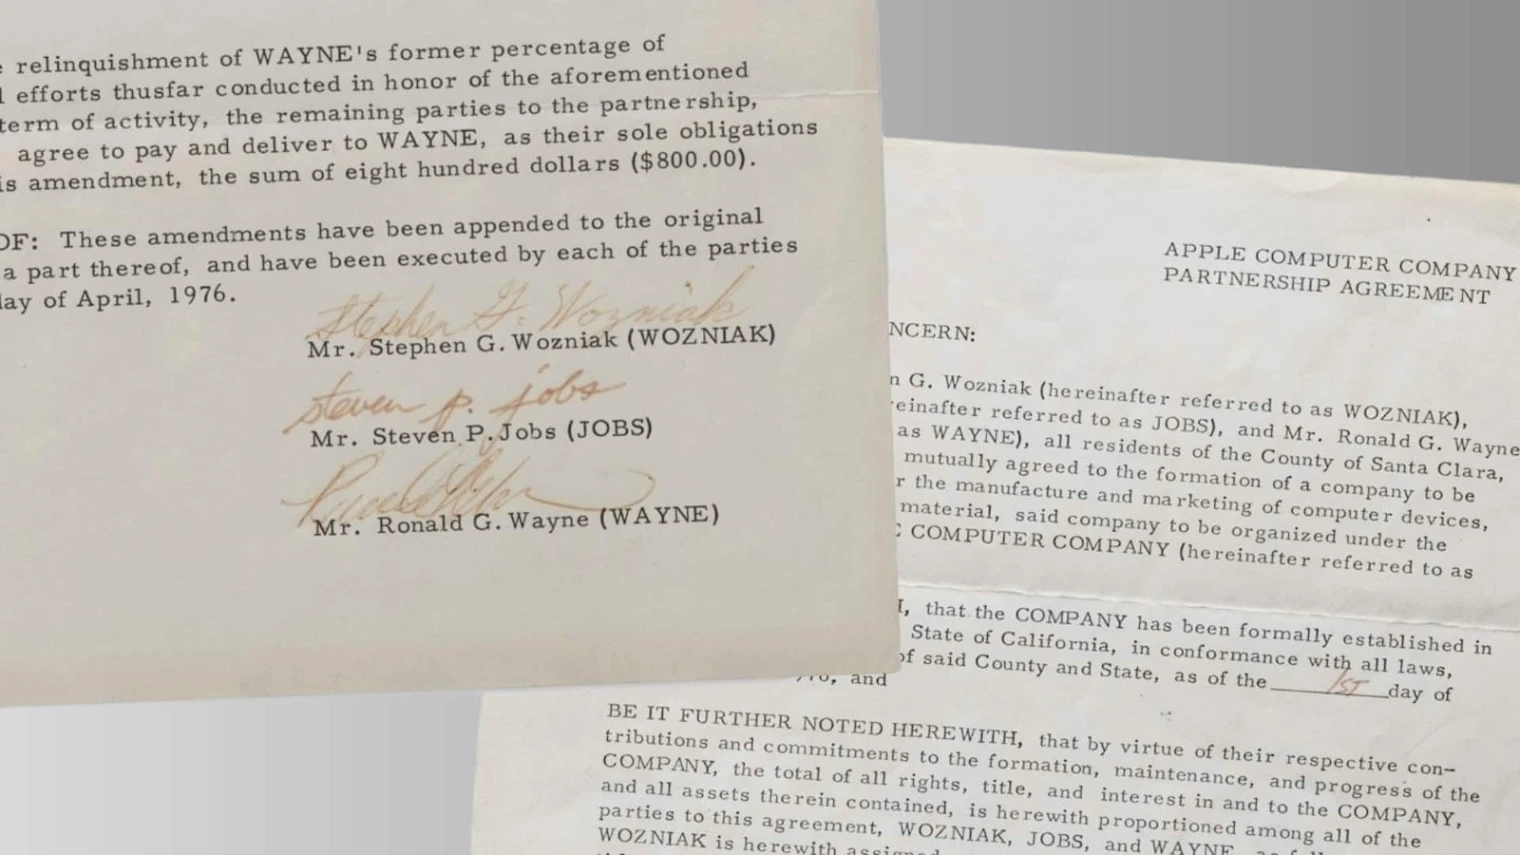 relinquishment of WAYNE's former percentage of
efforts thusfar conducted in honor of the aforementioned
term of activity, the remaining parties to the partnership,
agree to pay and deliver to WAYNE, as their sole obligations
is amendment, the sum of eight hundred dollars ($800.00).
OF: These amendments have been appended to the original
a part thereof, and have been executed by each of the parties
day of April, 1976.
Stephen G. Wozniak
Mr. Stephen G. Wozniak (WOZNIAK)
steven p. jobs
Mr. Steven P. Jobs (JOBS)
Mr. Ronald G. Wayne (WAYNE)
APPLE COMPUTER COMPANY
PARTNERSHIP AGREEMENT
NCERN:
n G. Wozniak (hereinafter referred to as WOZNIAK),
einafter referred to as JOBS), and Mr. Ronald G. Wayne
as WAYNE), all residents of the County of Santa Clara,
mutually agreed to the formation of a company to be
r the manufacture and marketing of computer devices,
material, said company to be organized under the
COMPUTER COMPANY (hereinafter referred to as
, that the COMPANY has been formally established in
State of California, in conformance with all laws,
of said County and State, as of the 1ST day of
and
BE IT FURTHER NOTED HEREWITH, that by virtue of their respective con-
tributions and commitments to the formation, maintenance, and progress of the
COMPANY, the total of all rights, title, and interest in and to the COMPANY,
and all assets therein contained, is herewith proportioned among all of the
parties to this agreement, WOZNIAK, JOBS, and WAYNE,
WOZNIAK is herewith